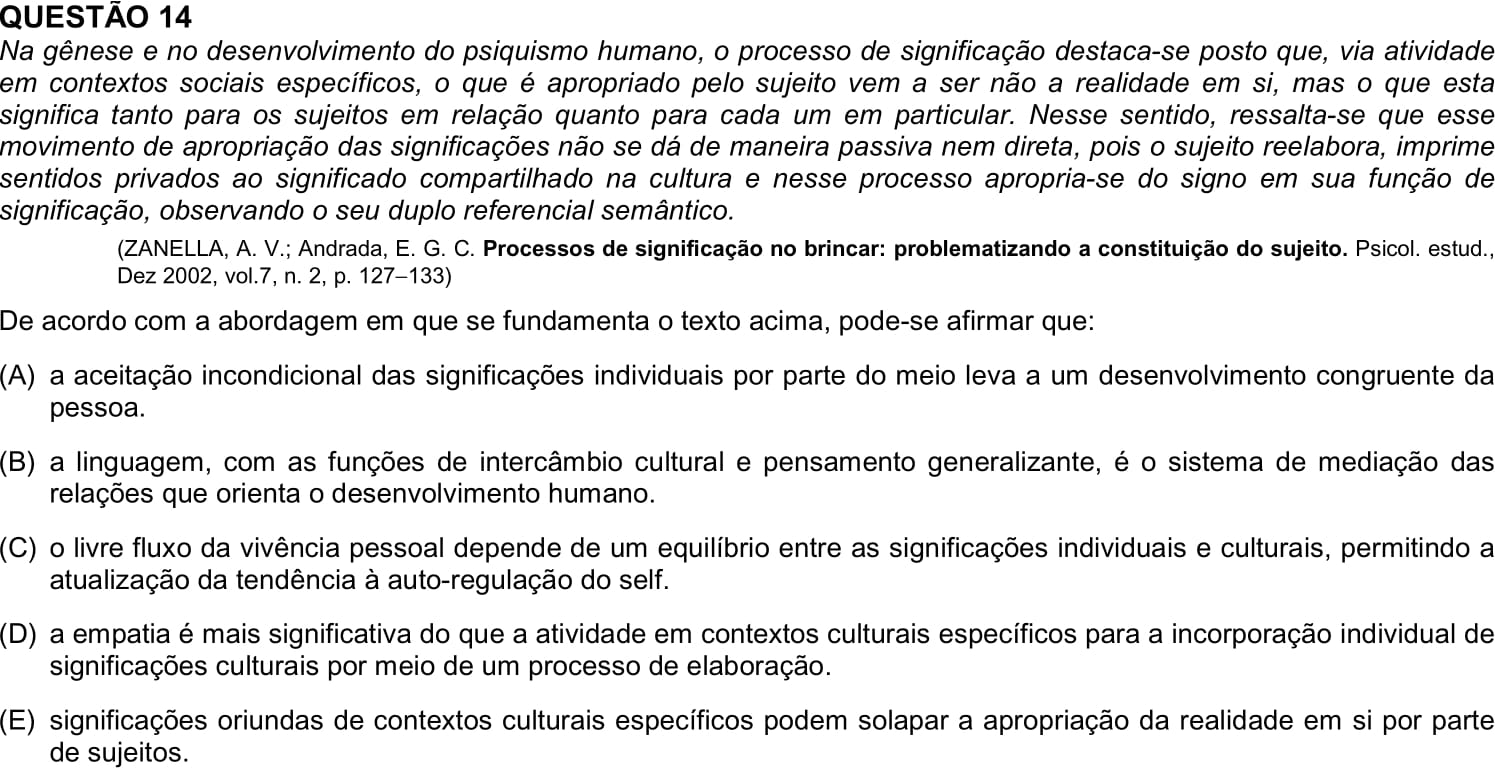 QUESTÃO 14
Na gênese e no desenvolvimento do psiquismo humano, o processo de significação destaca-se posto que, via atividade
em contextos sociais específicos, o que é apropriado pelo sujeito vem a ser não a realidade em si, mas o que esta
significa tanto para os sujeitos em relação quanto para cada um em particular. Nesse sentido, ressalta-se que esse
movimento de apropriação das significações não se dá de maneira passiva nem direta, pois o sujeito reelabora, imprime
sentidos privados ao significado compartilhado na cultura e nesse processo apropria-se do signo em sua função de
significação, observando o seu duplo referencial semântico.
(ZANELLA, A. V.; Andrada, E. G. C. Processos de significação no brincar: problematizando a constituição do sujeito. Psicol. estud.,
Dez 2002, vol.7, n. 2, p. 127–133)
De acordo com a abordagem em que se fundamenta o texto acima, pode-se afirmar que:
(A) a aceitação incondicional das significações individuais por parte do meio leva a um desenvolvimento congruente da
pessoa.
(B) a linguagem, com as funções de intercâmbio cultural e pensamento generalizante, é o sistema de mediação das
relações que orienta o desenvolvimento humano.
(C) o livre fluxo da vivência pessoal depende de um equilíbrio entre as significações individuais e culturais, permitindo a
atualização da tendência à auto-regulação do self.
(D) a empatia é mais significativa do que a atividade em contextos culturais específicos para a incorporação individual de
significações culturais por meio de um processo de elaboração.
(E) significações oriundas de contextos culturais específicos podem solapar a apropriação da realidade em si por parte
de sujeitos.